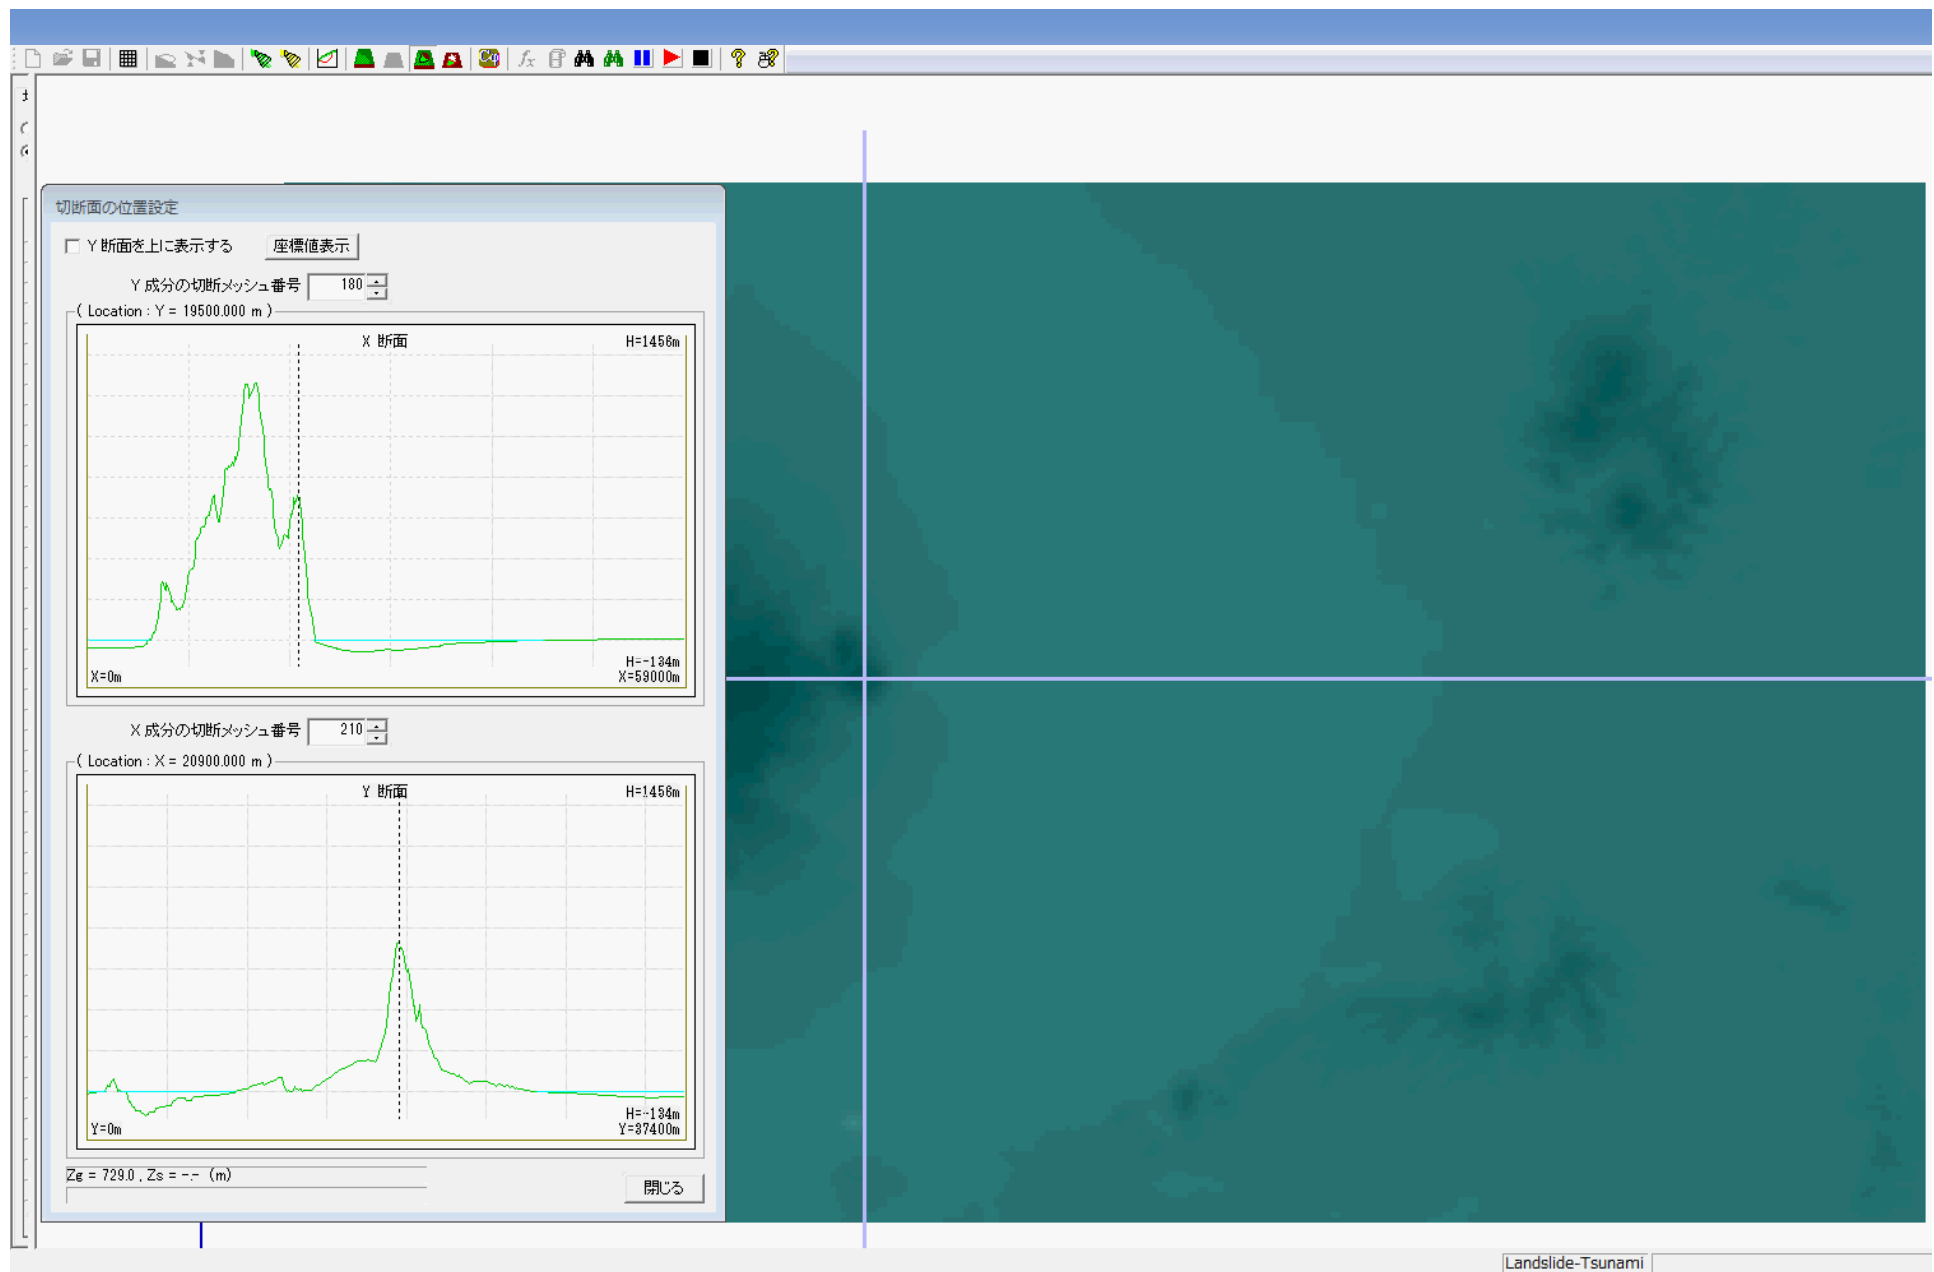 切断面の位置設定
Y 断面を上に表示する 座標値表示
Y 成分の切断メッシュ番号 180
( Location : Y = 19500.000 m )
X 断面 H=1456m
H=-134m
X=0m X=59000m
X 成分の切断メッシュ番号 210
( Location : X = 20900.000 m )
Y 断面 H=1456m
H=-134m
Y=0m Y=37400m
Zg = 729.0 , Zs = -.- (m)
閉じる
Landslide-Tsunami